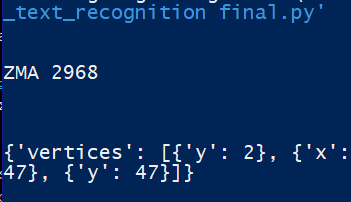 _text_recognition final.py'
ZMA 2968
{'vertices': [{'y': 2}, {'x':
47}, {'y': 47}]}